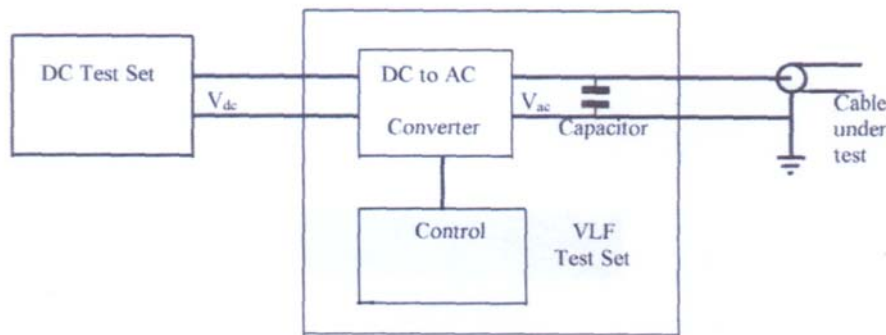 DC Test Set
V_dc
DC to AC
Converter
V_ac
Capacitor
Cable
under
test
Control
VLF
Test Set